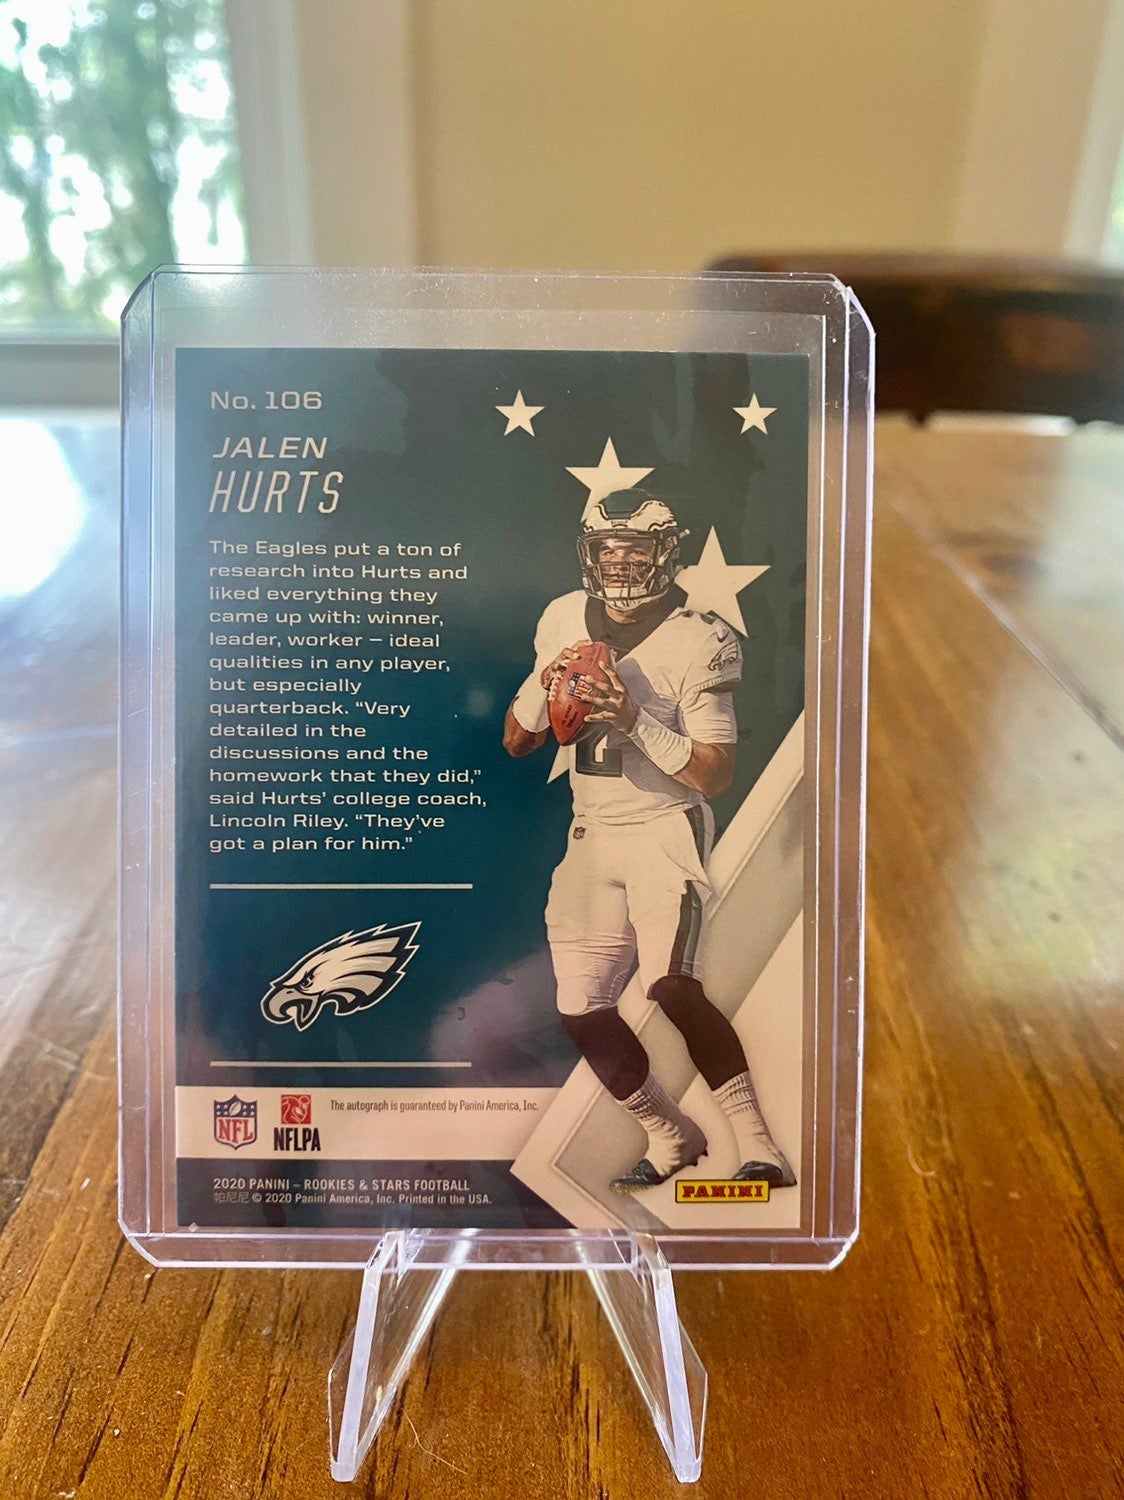 No. 106
JALEN
HURTS
The Eagles put a ton of
research into Hurts and
liked everything they
came up with: winner,
leader, worker – ideal
qualities in any player,
but especially
quarterback. “Very
detailed in the
discussions and the
homework that they did,”
said Hurts’ college coach,
Lincoln Riley. “They’ve
got a plan for him.”
2
NFL
NFLPA
The autograph is guaranteed by Panini America, Inc.
2020 PANINI – ROOKIES & STARS FOOTBALL
帕尼尼 © 2020 Panini America, Inc. Printed in the USA.
PANINI